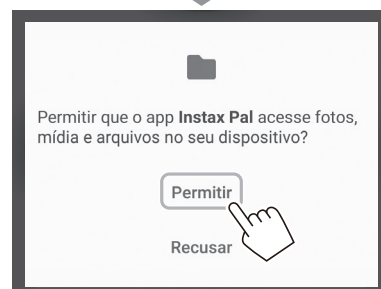 Permitir que o app Instax Pal acesse fotos,
mídia e arquivos no seu dispositivo?
Permitir
Recusar